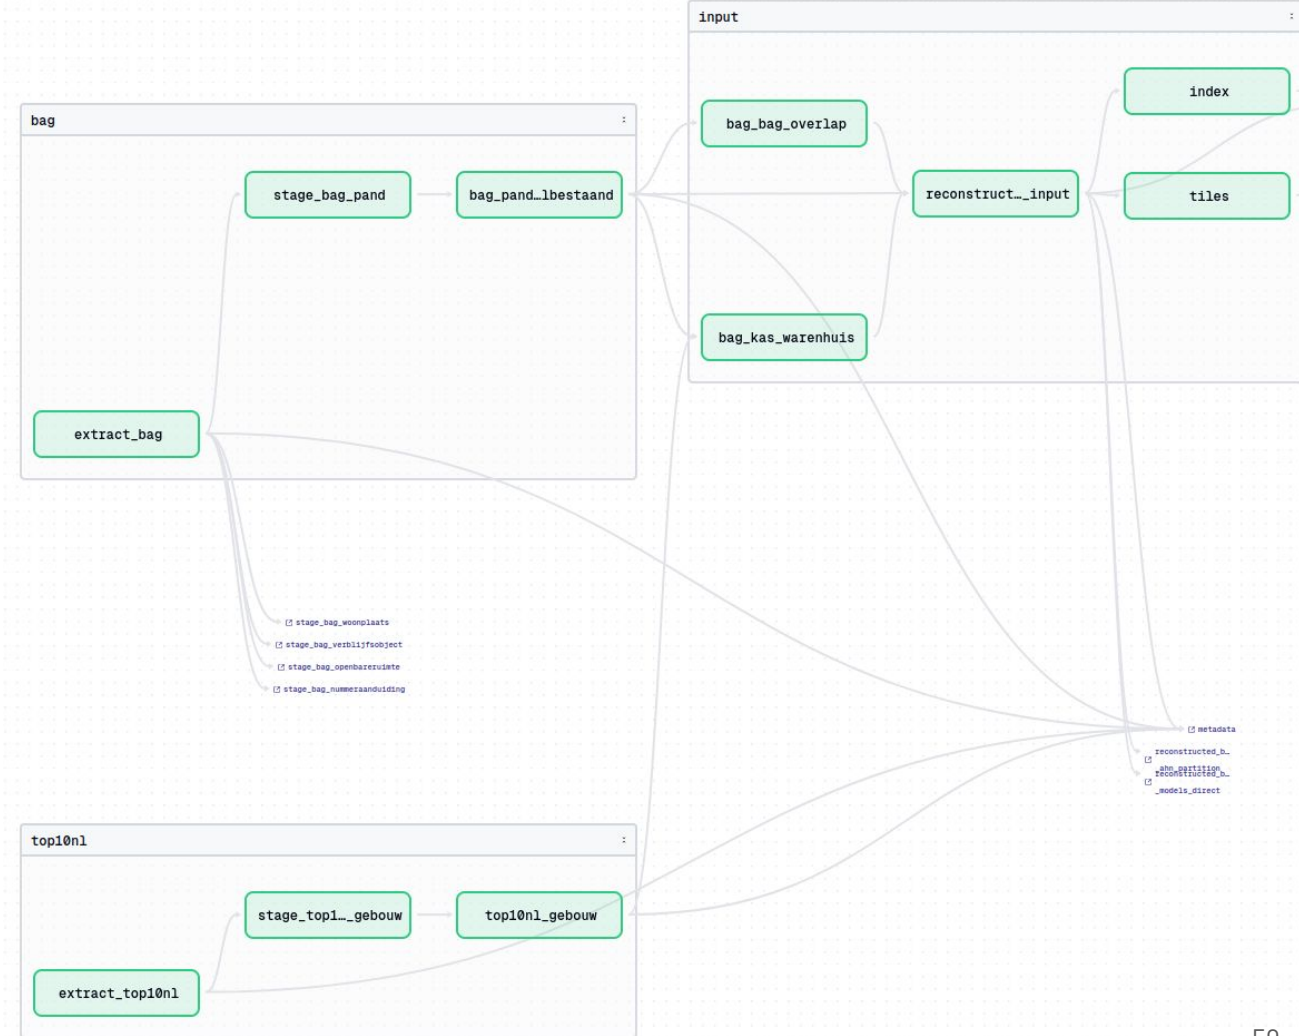 input
:
index
bag_bag_overlap
bag
:
stage_bag_pand
bag_pand…lbestaand
reconstruct…_input
tiles
bag_kas_warenhuis
extract_bag
stage_bag_woonplaats
stage_bag_verblijfsobject
stage_bag_openbareruimte
stage_bag_nummeraanduiding
metadata
reconstructed_b…
_ahn_partition
reconstructed_b…
_models_direct
top10nl
:
stage_top1…_gebouw
top10nl_gebouw
extract_top10nl